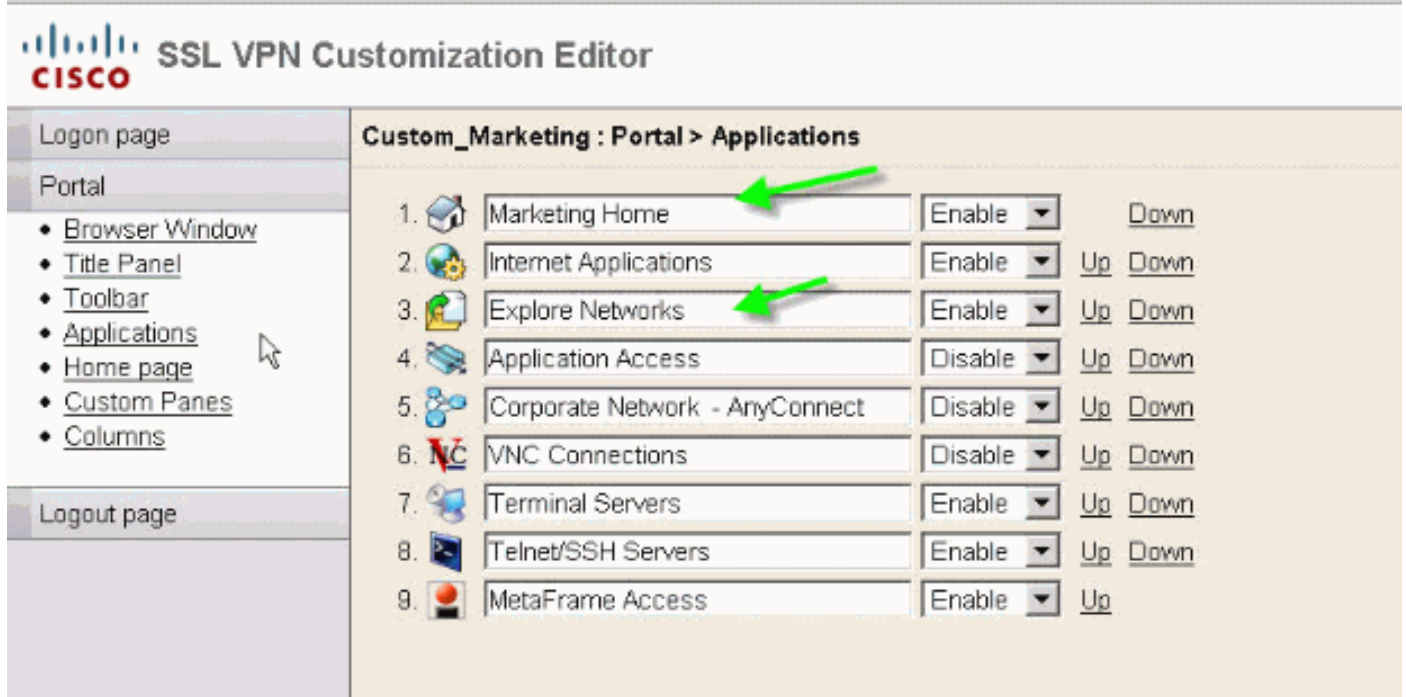 CISCO SSL VPN Customization Editor
Logon page
Portal
• Browser Window
• Title Panel
• Toolbar
• Applications
• Home page
• Custom Panes
• Columns
Logout page
Custom_Marketing : Portal > Applications
1. Marketing Home Enable Down
2. Internet Applications Enable Up Down
3. Explore Networks Enable Up Down
4. Application Access Disable Up Down
5. Corporate Network - AnyConnect Disable Up Down
6. VNC VNC Connections Disable Up Down
7. Terminal Servers Enable Up Down
8. Telnet/SSH Servers Enable Up Down
9. MetaFrame Access Enable Up